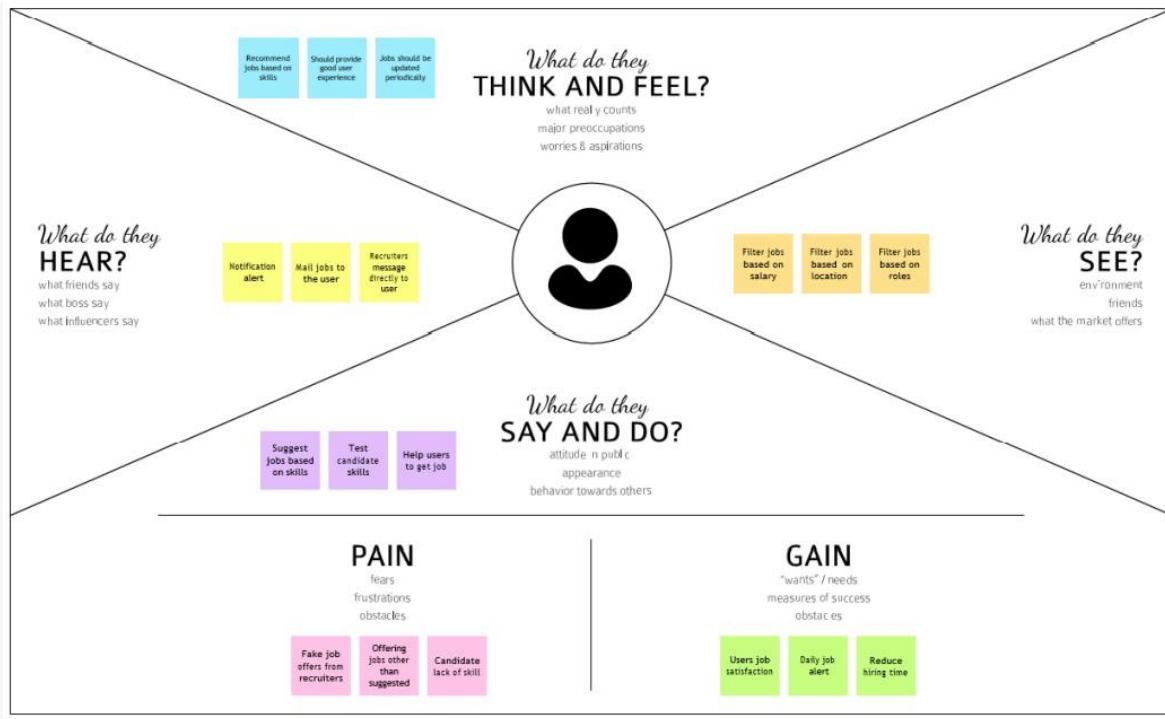 What do they
THINK AND FEEL?
what really counts
major preoccupations
worries & aspirations
Recommend
jobs based on
skills
Should provide
good user
experience
Jobs should be
updated
periodically
What do they
HEAR?
what friends say
what boss say
what influencers say
Notification
alert
Mail jobs to
the user
Recruiters
message
directly to
user
Filter jobs
based on
salary
Filter jobs
based on
location
Filter jobs
based on
roles
What do they
SEE?
environment
friends
what the market offers
What do they
SAY AND DO?
attitude in public
appearance
behavior towards others
Suggest
jobs based
on skills
Test
candidate
skills
Help users
to get job
PAIN
fears
frustrations
obstacles
Fake job
offers from
recruiters
Offering
jobs other
than
suggested
Candidate
lack of skill
GAIN
"wants" / needs
measures of success
obstacles
Users job
satisfaction
Daily job
alert
Reduce
hiring time